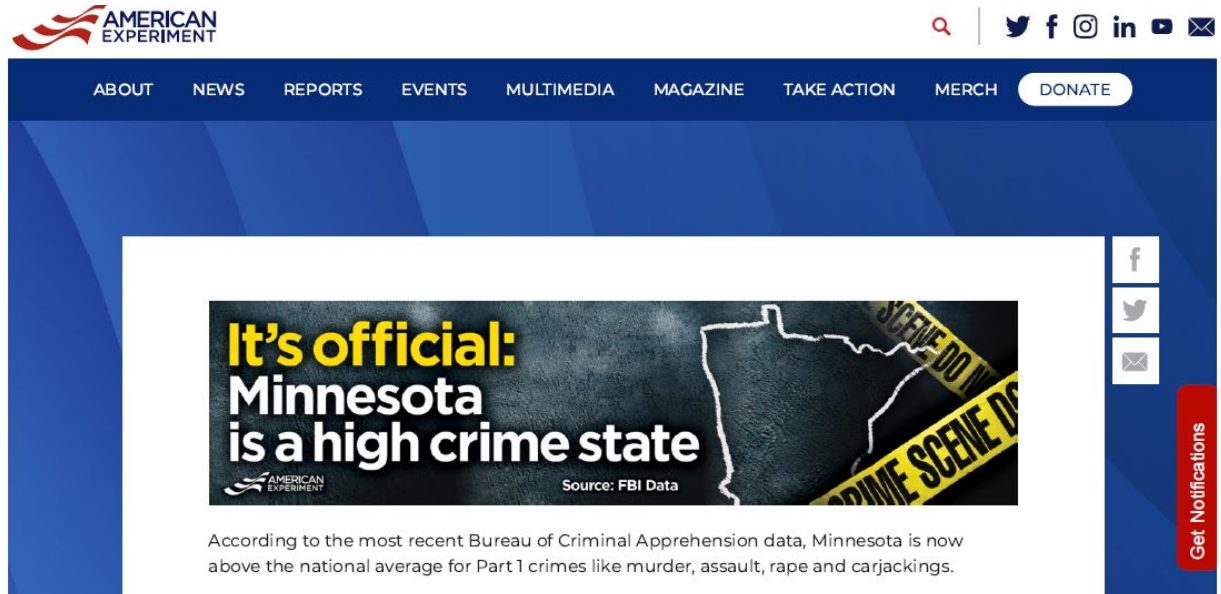 AMERICAN
EXPERIMENT
ABOUT NEWS REPORTS EVENTS MULTIMEDIA MAGAZINE TAKE ACTION MERCH DONATE
It's official:
Minnesota
is a high crime state
AMERICAN
EXPERIMENT
Source: FBI Data
SCENE DO
CRIME SCENE DO
Get Notifications
According to the most recent Bureau of Criminal Apprehension data, Minnesota is now
above the national average for Part 1 crimes like murder, assault, rape and carjackings.